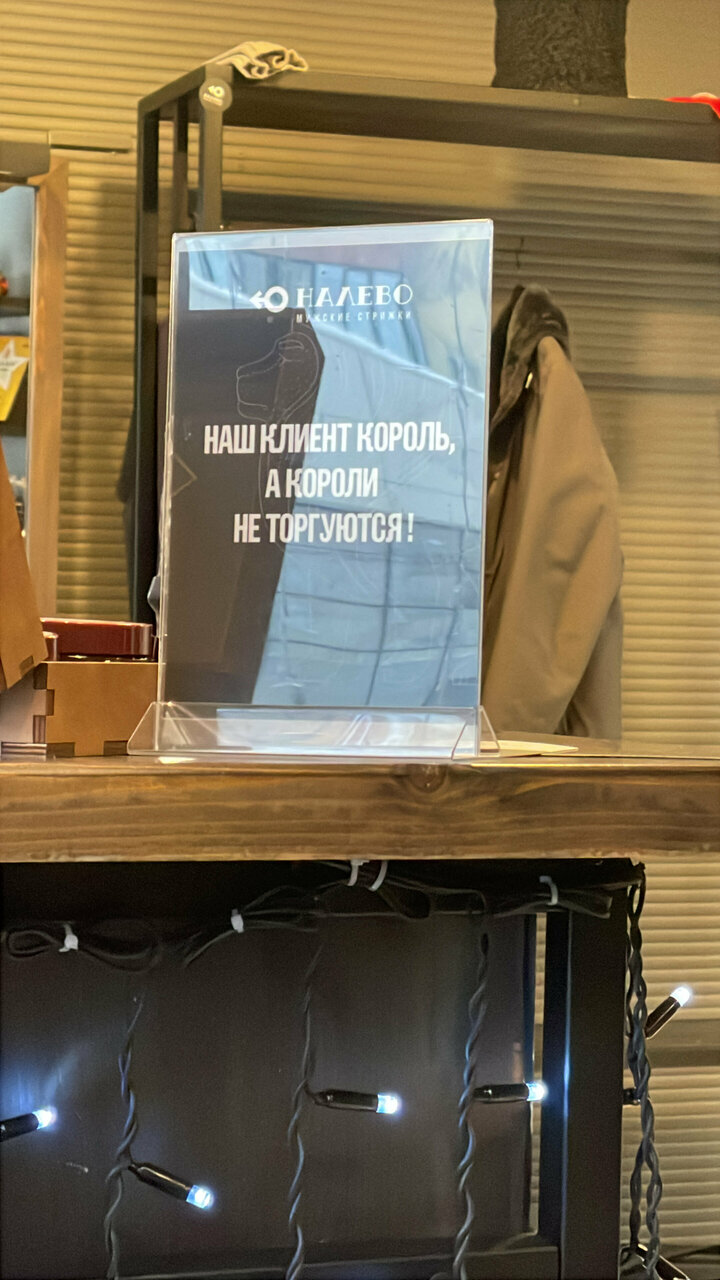 НАЛЕВО
МУЖСКИЕ СТРИЖКИ
НАШ КЛИЕНТ КОРОЛЬ,
А КОРОЛИ
НЕ ТОРГУЮТСЯ!